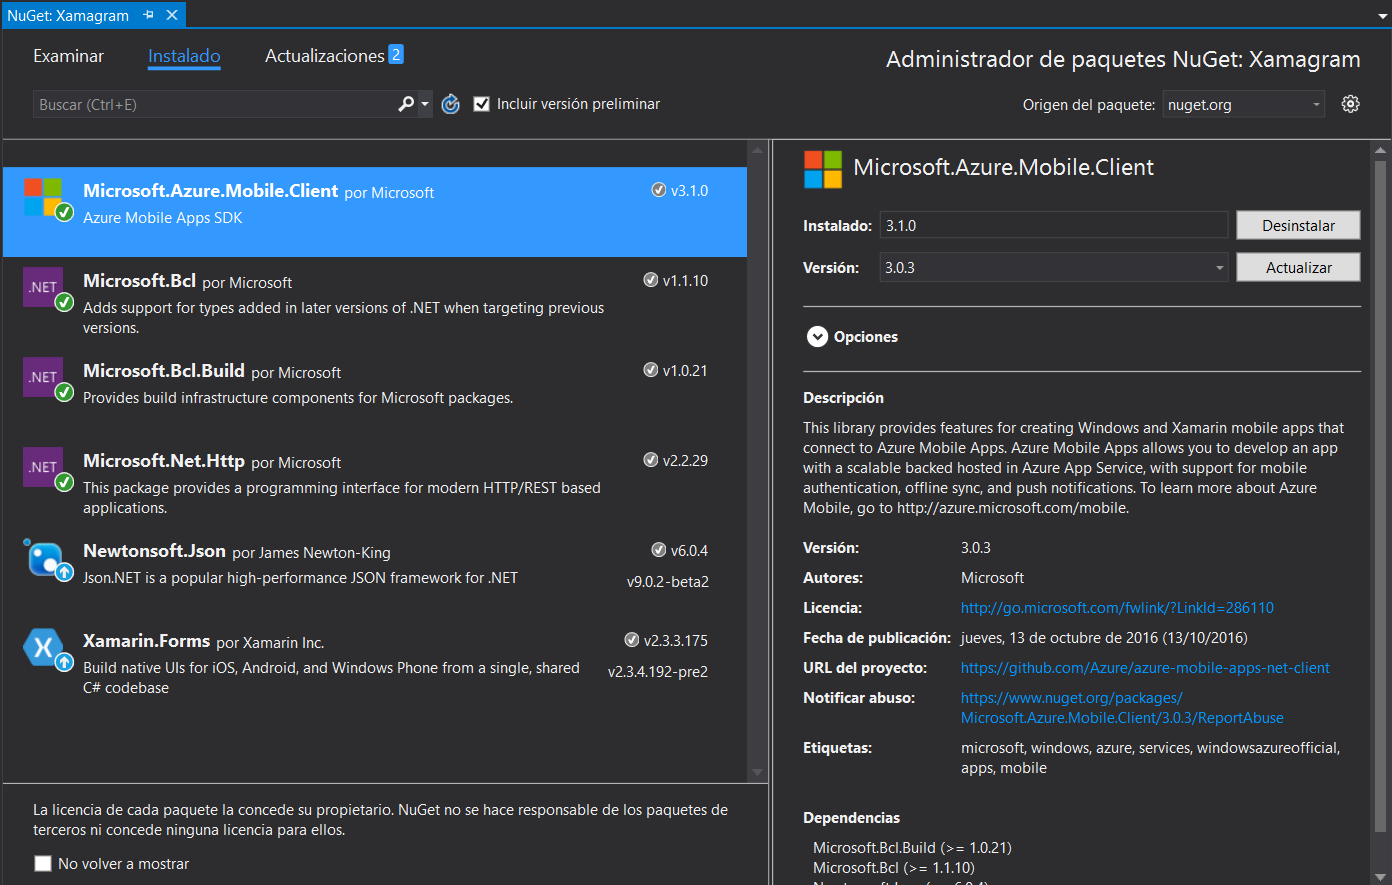 NuGet: Xamagram
Examinar Instalado Actualizaciones 2
Administrador de paquetes NuGet: Xamagram
Buscar (Ctrl+E)
Incluir versión preliminar
Origen del paquete: nuget.org
Microsoft.Azure.Mobile.Client por Microsoft v3.1.0
Azure Mobile Apps SDK
.NET
Microsoft.Bcl por Microsoft v1.1.10
Adds support for types added in later versions of .NET when targeting previous
versions.
.NET
Microsoft.Bcl.Build por Microsoft v1.0.21
Provides build infrastructure components for Microsoft packages.
.NET
Microsoft.Net.Http por Microsoft v2.2.29
This package provides a programming interface for modern HTTP/REST based
applications.
Newtonsoft.Json por James Newton-King v6.0.4
Json.NET is a popular high-performance JSON framework for .NET v9.0.2-beta2
Xamarin.Forms por Xamarin Inc. v2.3.3.175
Build native UIs for iOS, Android, and Windows Phone from a single, shared v2.3.4.192-pre2
C# codebase
La licencia de cada paquete la concede su propietario. NuGet no se hace responsable de los paquetes de
terceros ni concede ninguna licencia para ellos.
No volver a mostrar
Microsoft.Azure.Mobile.Client
Instalado: 3.1.0 Desinstalar
Versión: 3.0.3 Actualizar
Opciones
Descripción
This library provides features for creating Windows and Xamarin mobile apps that
connect to Azure Mobile Apps. Azure Mobile Apps allows you to develop an app
with a scalable backed hosted in Azure App Service, with support for mobile
authentication, offline sync, and push notifications. To learn more about Azure
Mobile, go to http://azure.microsoft.com/mobile.
Versión: 3.0.3
Autores: Microsoft
Licencia: http://go.microsoft.com/fwlink/?LinkId=286110
Fecha de publicación: jueves, 13 de octubre de 2016 (13/10/2016)
URL del proyecto: https://github.com/Azure/azure-mobile-apps-net-client
Notificar abuso: https://www.nuget.org/packages/
Microsoft.Azure.Mobile.Client/3.0.3/ReportAbuse
Etiquetas: microsoft, windows, azure, services, windowsazureofficial,
apps, mobile
Dependencias
Microsoft.Bcl.Build (>= 1.0.21)
Microsoft.Bcl (>= 1.1.10)